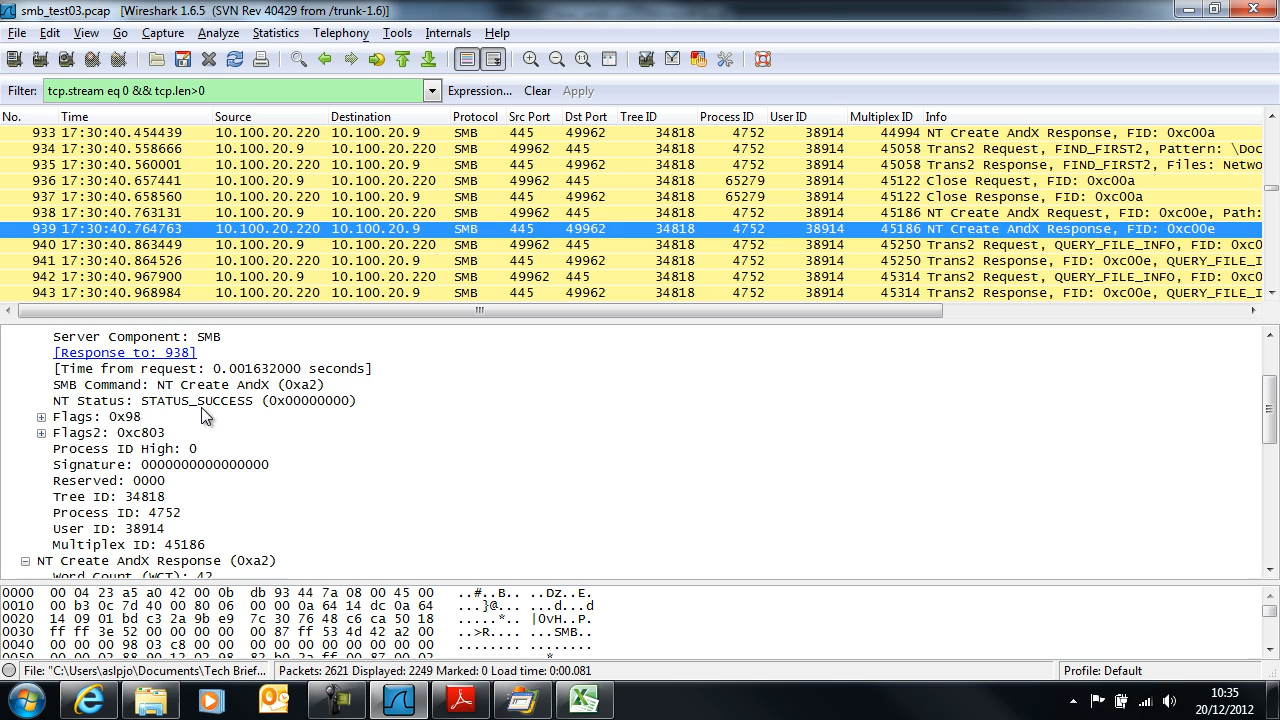 smb_test03.pcap [Wireshark 1.6.5 (SVN Rev 40429 from /trunk-1.6)]
File Edit View Go Capture Analyze Statistics Telephony Tools Internals Help
Filter: tcp.stream eq 0 && tcp.len>0 Expression... Clear Apply
No. Time Source Destination Protocol Src Port Dst Port Tree ID Process ID User ID Multiplex ID Info
933 17:30:40.454439 10.100.20.220 10.100.20.9 SMB 445 49962 34818 4752 38914 44994 NT Create AndX Response, FID: 0xc00a
934 17:30:40.558666 10.100.20.9 10.100.20.220 SMB 49962 445 34818 4752 38914 45058 Trans2 Request, FIND_FIRST2, Pattern: \Doc
935 17:30:40.560001 10.100.20.220 10.100.20.9 SMB 445 49962 34818 4752 38914 45058 Trans2 Response, FIND_FIRST2, Files: Netwo
936 17:30:40.657441 10.100.20.9 10.100.20.220 SMB 49962 445 34818 65279 38914 45122 Close Request, FID: 0xc00a
937 17:30:40.658560 10.100.20.220 10.100.20.9 SMB 445 49962 34818 65279 38914 45122 Close Response, FID: 0xc00a
938 17:30:40.763131 10.100.20.9 10.100.20.220 SMB 49962 445 34818 4752 38914 45186 NT Create AndX Request, FID: 0xc00e, Path:
939 17:30:40.764763 10.100.20.220 10.100.20.9 SMB 445 49962 34818 4752 38914 45186 NT Create AndX Response, FID: 0xc00e
940 17:30:40.863449 10.100.20.9 10.100.20.220 SMB 49962 445 34818 4752 38914 45250 Trans2 Request, QUERY_FILE_INFO, FID: 0xc0
941 17:30:40.864526 10.100.20.220 10.100.20.9 SMB 445 49962 34818 4752 38914 45250 Trans2 Response, FID: 0xc00e, QUERY_FILE_I
942 17:30:40.967900 10.100.20.9 10.100.20.220 SMB 49962 445 34818 4752 38914 45314 Trans2 Request, QUERY_FILE_INFO, FID: 0xc0
943 17:30:40.968984 10.100.20.220 10.100.20.9 SMB 445 49962 34818 4752 38914 45314 Trans2 Response, FID: 0xc00e, QUERY_FILE_I
Server Component: SMB
[Response to: 938]
[Time from request: 0.001632000 seconds]
SMB Command: NT Create AndX (0xa2)
NT Status: STATUS_SUCCESS (0x00000000)
Flags: 0x98
Flags2: 0xc803
Process ID High: 0
Signature: 0000000000000000
Reserved: 0000
Tree ID: 34818
Process ID: 4752
User ID: 38914
Multiplex ID: 45186
NT Create AndX Response (0xa2)
Word Count (WCT): 42
0000 00 04 23 a5 a0 42 00 0b db 93 44 7a 08 00 45 00 ..#..B.. ..Dz..E.
0010 00 b3 0c 7d 40 00 80 06 00 00 0a 64 14 dc 0a 64 ...}@... ...d...d
0020 14 09 01 bd c3 2a 9b e9 7c 30 76 48 c6 ca 50 18 .....*.. |0vH..P.
0030 ff ff 3e 52 00 00 00 00 87 ff 53 4d 42 a2 00 ..>R.... ...SMB..
0040 00 00 00 98 03 c8 00 00 00 00 00 00 00 00 00 00 ........ ........
File: "C:\Users\aslpjo\Documents\Tech Brief... Packets: 2621 Displayed: 2249 Marked: 0 Load time: 0:00.081 Profile: Default
10:35
20/12/2012